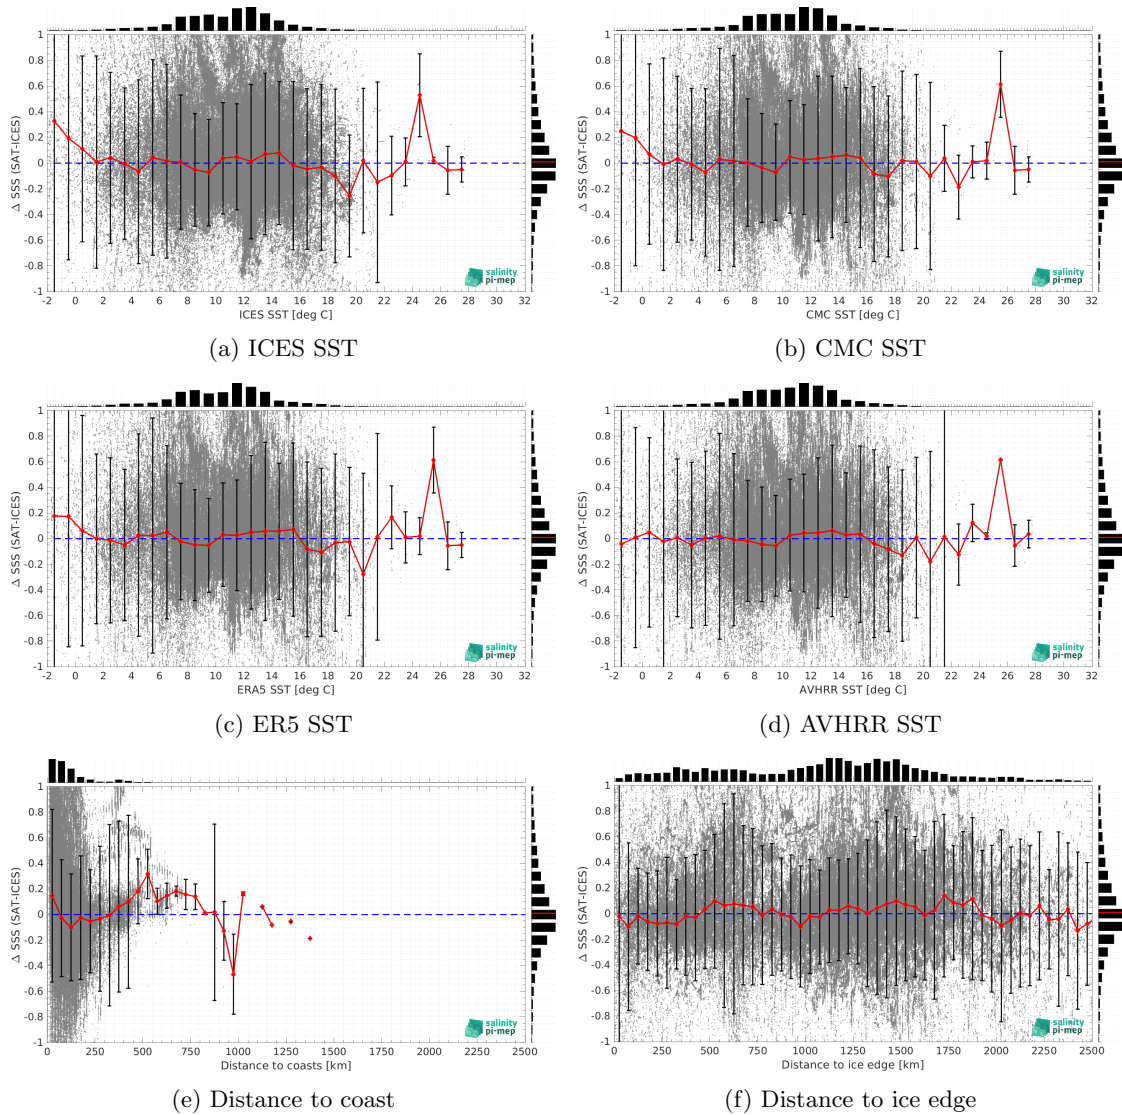 Δ SSS (SAT-ICES)
1
0.8
0.6
0.4
0.2
0
-0.2
-0.4
-0.6
-0.8
-1
-2 0 2 4 6 8 10 12 14 16 18 20 22 24 26 28 30 32
ICES SST [deg C]
salinity
pi-mep
(a) ICES SST
Δ SSS (SAT-ICES)
1
0.8
0.6
0.4
0.2
0
-0.2
-0.4
-0.6
-0.8
-1
-2 0 2 4 6 8 10 12 14 16 18 20 22 24 26 28 30 32
CMC SST [deg C]
salinity
pi-mep
(b) CMC SST
Δ SSS (SAT-ICES)
1
0.8
0.6
0.4
0.2
0
-0.2
-0.4
-0.6
-0.8
-1
-2 0 2 4 6 8 10 12 14 16 18 20 22 24 26 28 30 32
ERA5 SST [deg C]
salinity
pi-mep
(c) ER5 SST
Δ SSS (SAT-ICES)
1
0.8
0.6
0.4
0.2
0
-0.2
-0.4
-0.6
-0.8
-1
-2 0 2 4 6 8 10 12 14 16 18 20 22 24 26 28 30 32
AVHRR SST [deg C]
salinity
pi-mep
(d) AVHRR SST
Δ SSS (SAT-ICES)
1
0.8
0.6
0.4
0.2
0
-0.2
-0.4
-0.6
-0.8
-1
0 250 500 750 1000 1250 1500 1750 2000 2250 2500
Distance to coasts [km]
salinity
pi-mep
(e) Distance to coast
Δ SSS (SAT-ICES)
1
0.8
0.6
0.4
0.2
0
-0.2
-0.4
-0.6
-0.8
-1
0 250 500 750 1000 1250 1500 1750 2000 2250 2500
Distance to ice edge [km]
salinity
pi-mep
(f) Distance to ice edge